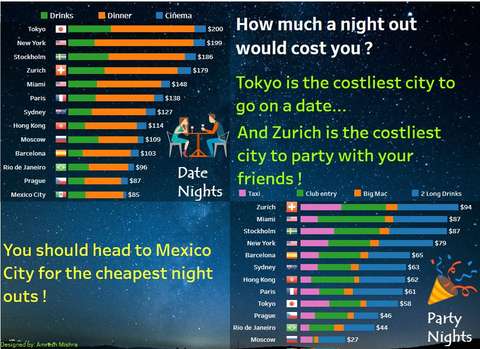 Drinks Dinner Cinema
Tokyo $200
New York $199
Stockholm $186
Zurich $179
Miami $148
Paris $138
Sydney $127
Hong Kong $114
Moscow $109
Barcelona $103
Rio de Janeiro $96
Prague $87
Mexico City $85
Date
Nights
How much a night out
would cost you ?
Tokyo is the costliest city to
go on a date...
And Zurich is the costliest
city to party with your
friends !
Taxi Club entry Big Mac 2 Long Drinks
Zurich $94
Miami $87
Stockholm $87
New York $79
Barcelona $65
Sydney $63
Hong Kong $62
Paris $61
Tokyo $58
Prague $46
Rio de Janeiro $44
Moscow $27
Party
Nights
You should head to Mexico
City for the cheapest night
outs !
Designed by: Amresh Mishra